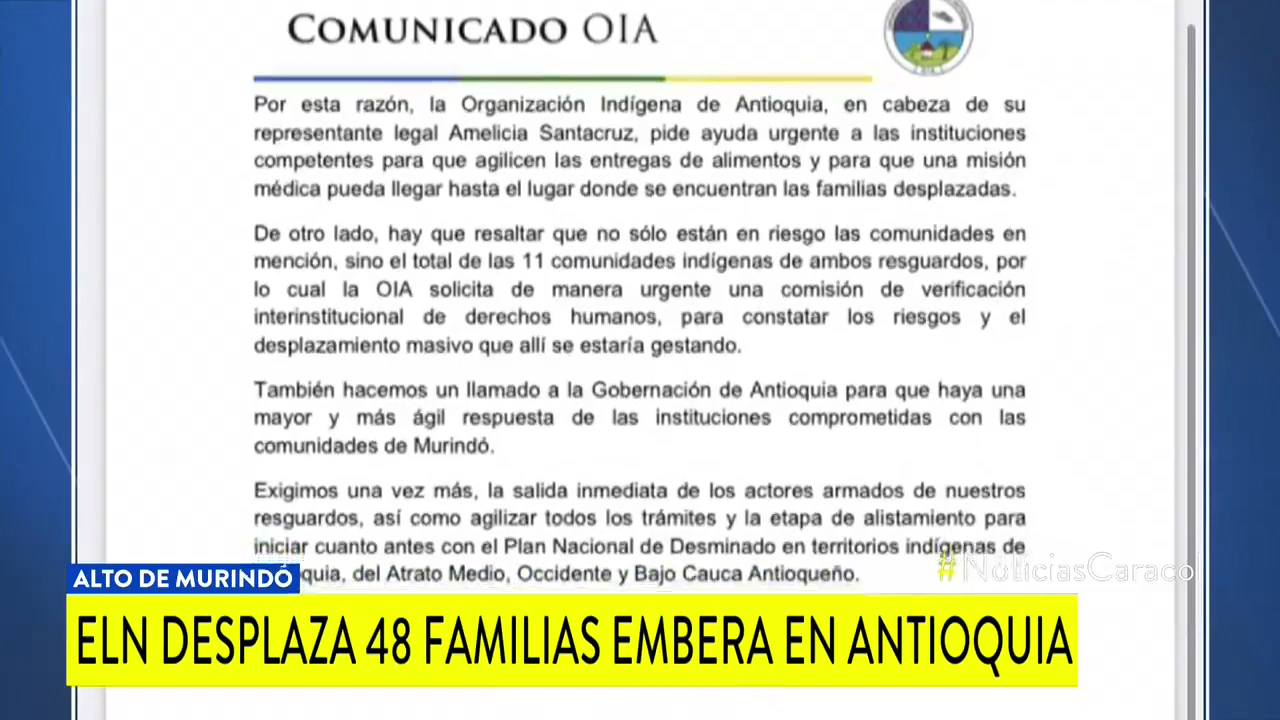 COMUNICADO OIA
Por esta razón, la Organización Indígena de Antioquia, en cabeza de su
representante legal Amelicia Santacruz, pide ayuda urgente a las instituciones
competentes para que agilicen las entregas de alimentos y para que una misión
médica pueda llegar hasta el lugar donde se encuentran las familias desplazadas.
De otro lado, hay que resaltar que no sólo están en riesgo las comunidades en
mención, sino el total de las 11 comunidades indígenas de ambos resguardos, por
lo cual la OIA solicita de manera urgente una comisión de verificación
interinstitucional de derechos humanos, para constatar los riesgos y el
desplazamiento masivo que allí se estaría gestando.
También hacemos un llamado a la Gobernación de Antioquia para que haya una
mayor y más ágil respuesta de las instituciones comprometidas con las
comunidades de Murindó.
Exigimos una vez más, la salida inmediata de los actores armados de nuestros
resguardos, así como agilizar todos los trámites y la etapa de alistamiento para
iniciar cuanto antes con el Plan Nacional de Desminado en territorios indígenas de
quia, del Atrato Medio, Occidente y Bajo Cauca Antioqueño.
#NoticiasCaracol
ALTO DE MURINDÓ
ELN DESPLAZA 48 FAMILIAS EMBERA EN ANTIOQUIA